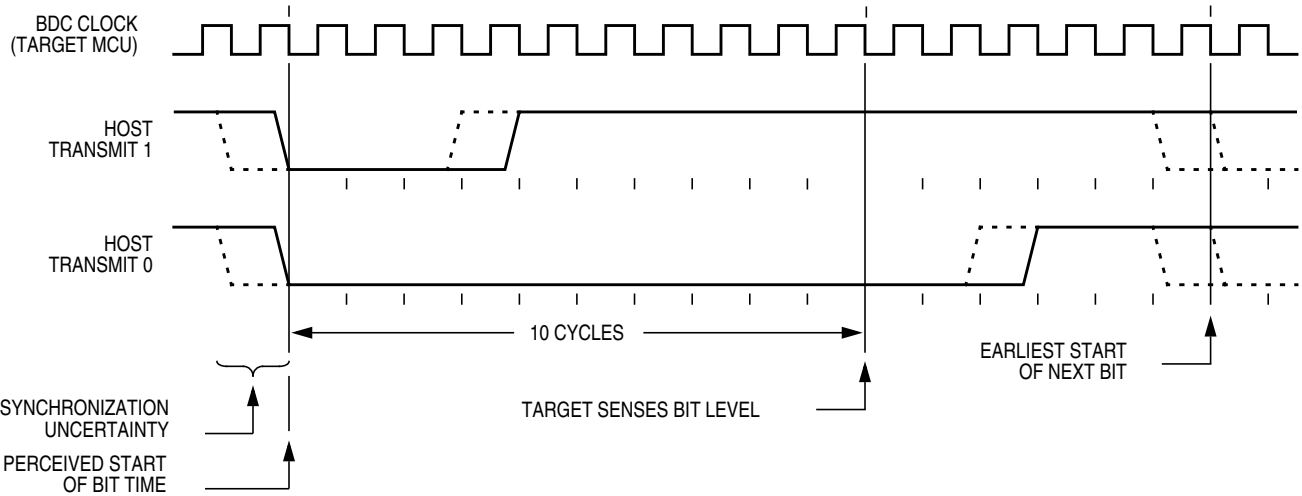 BDC CLOCK
(TARGET MCU)
HOST
TRANSMIT 1
HOST
TRANSMIT 0
10 CYCLES
EARLIEST START
OF NEXT BIT
SYNCHRONIZATION
UNCERTAINTY
TARGET SENSES BIT LEVEL
PERCEIVED START
OF BIT TIME